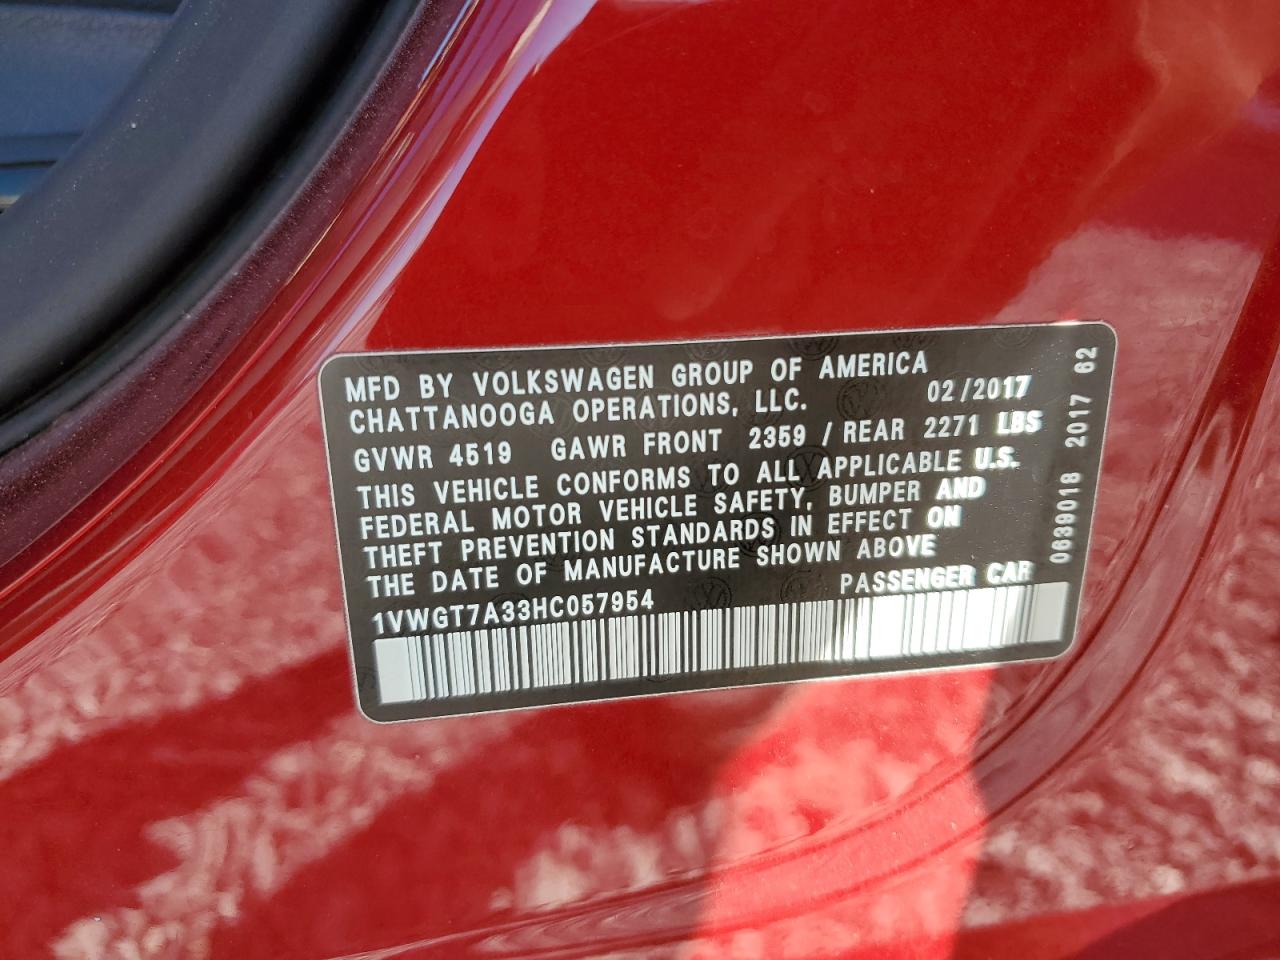 MFD BY VOLKSWAGEN GROUP OF AMERICA
CHATTANOOGA OPERATIONS, LLC. 02/2017
GVWR 4519 GAWR FRONT 2359 / REAR 2271 LBS
THIS VEHICLE CONFORMS TO ALL APPLICABLE U.S.
FEDERAL MOTOR VEHICLE SAFETY, BUMPER AND
THEFT PREVENTION STANDARDS IN EFFECT ON
THE DATE OF MANUFACTURE SHOWN ABOVE
1VWGT7A33HC057954 PASSENGER CAR
0639018 2017 62